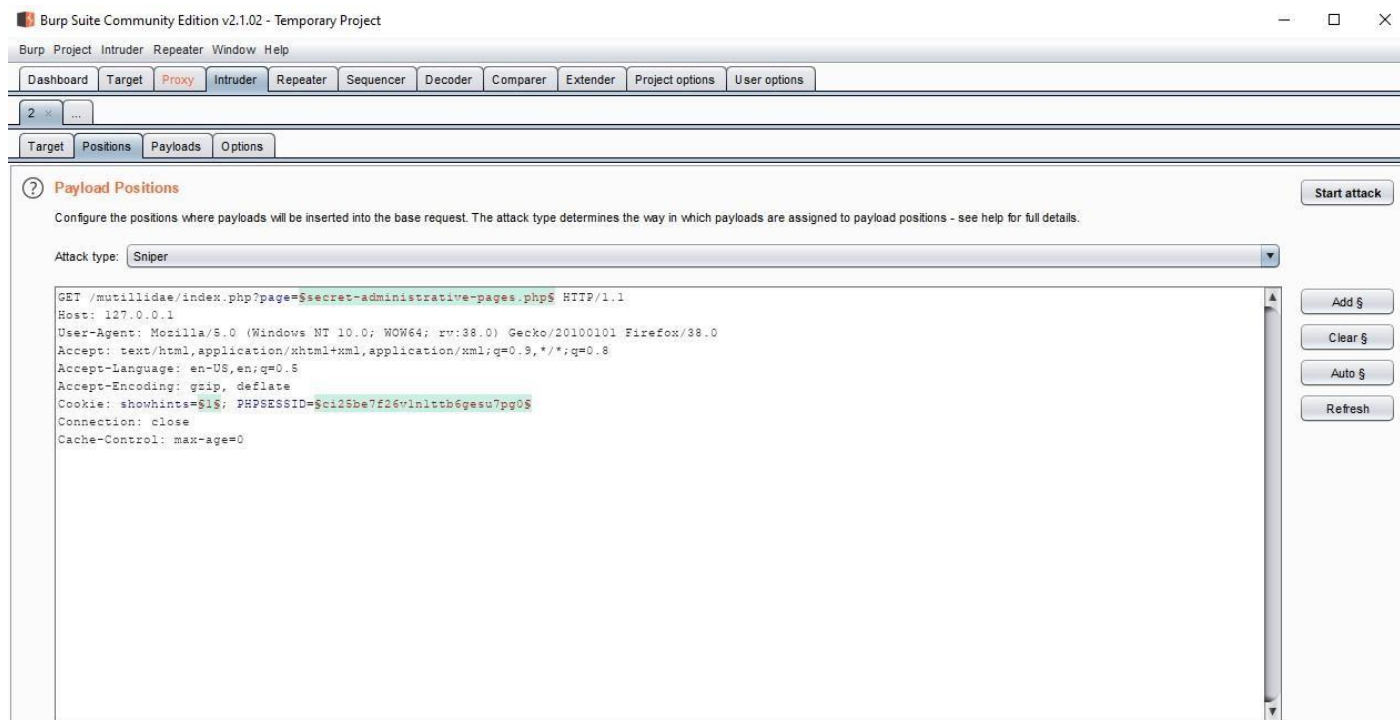 Burp Suite Community Edition v2.1.02 - Temporary Project
Burp Project Intruder Repeater Window Help
Dashboard Target Proxy Intruder Repeater Sequencer Decoder Comparer Extender Project options User options
2 × ...
Target Positions Payloads Options
? Payload Positions
Start attack
Configure the positions where payloads will be inserted into the base request. The attack type determines the way in which payloads are assigned to payload positions - see help for full details.
Attack type: Sniper
GET /mutillidae/index.php?page=§secret-administrative-pages.php§ HTTP/1.1
Host: 127.0.0.1
User-Agent: Mozilla/5.0 (Windows NT 10.0; WOW64; rv:38.0) Gecko/20100101 Firefox/38.0
Accept: text/html,application/xhtml+xml,application/xml;q=0.9,*/*;q=0.8
Accept-Language: en-US,en;q=0.5
Accept-Encoding: gzip, deflate
Cookie: showhints=§1§; PHPSESSID=§ci25be7f26v1n1ttb6gesu7pg0§
Connection: close
Cache-Control: max-age=0
Add §
Clear §
Auto §
Refresh